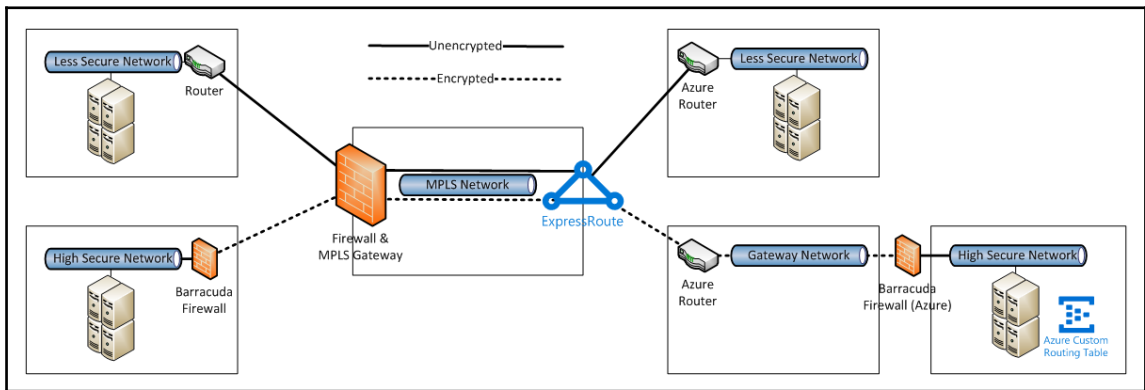 Less Secure Network
Router
Unencrypted
Encrypted
Azure
Router
Less Secure Network
MPLS Network
ExpressRoute
Firewall &
MPLS Gateway
High Secure Network
Barracuda
Firewall
Azure
Router
Gateway Network
Barracuda
Firewall (Azure)
High Secure Network
Azure Custom
Routing Table